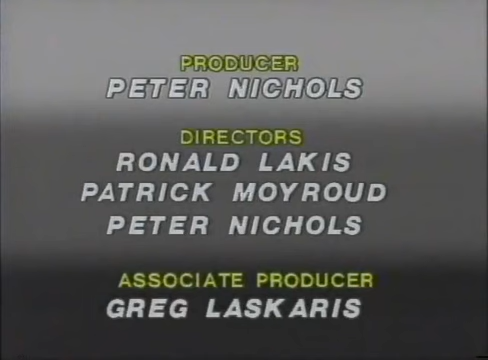 PRODUCER
PETER NICHOLS
DIRECTORS
RONALD LAKIS
PATRICK MOYROUD
PETER NICHOLS
ASSOCIATE PRODUCER
GREG LASKARIS